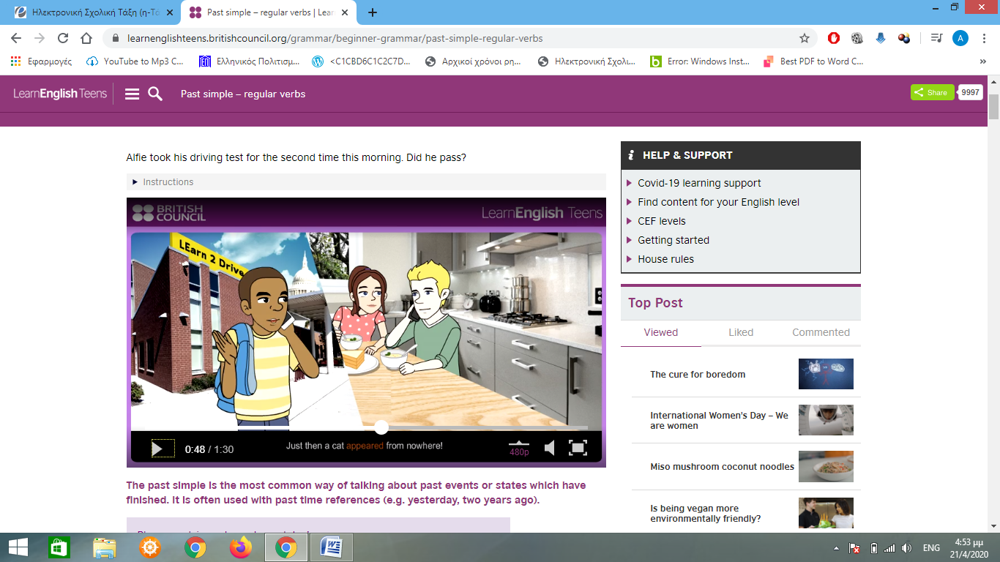 Ηλεκτρονική Σχολική Τάξη (η-Τά
Past simple – regular verbs | Lear
learnenglishteens.britishcouncil.org/grammar/beginner-grammar/past-simple-regular-verbs
A
Εφαρμογές
YouTube to Mp3 C...
Ελληνικός Πολιτισμ...
<C1CBD6C1C2C7D...
Αρχικοί χρόνοι ρη...
Ηλεκτρονική Σχολι...
Error: Windows Inst...
Best PDF to Word C...
»
LearnEnglish Teens
Past simple – regular verbs
Share
9997
Alfie took his driving test for the second time this morning. Did he pass?
Instructions
BRITISH
COUNCIL
LearnEnglish Teens
LEarn 2 Drive
0:48 / 1:30
Just then a cat appeared from nowhere!
480p
The past simple is the most common way of talking about past events or states which have
finished. It is often used with past time references (e.g. yesterday, two years ago).
HELP & SUPPORT
Covid-19 learning support
Find content for your English level
CEF levels
Getting started
House rules
Top Post
Viewed
Liked
Commented
The cure for boredom
International Women's Day – We
are women
Miso mushroom coconut noodles
Is being vegan more
environmentally friendly?
ENG
4:53 μμ
21/4/2020